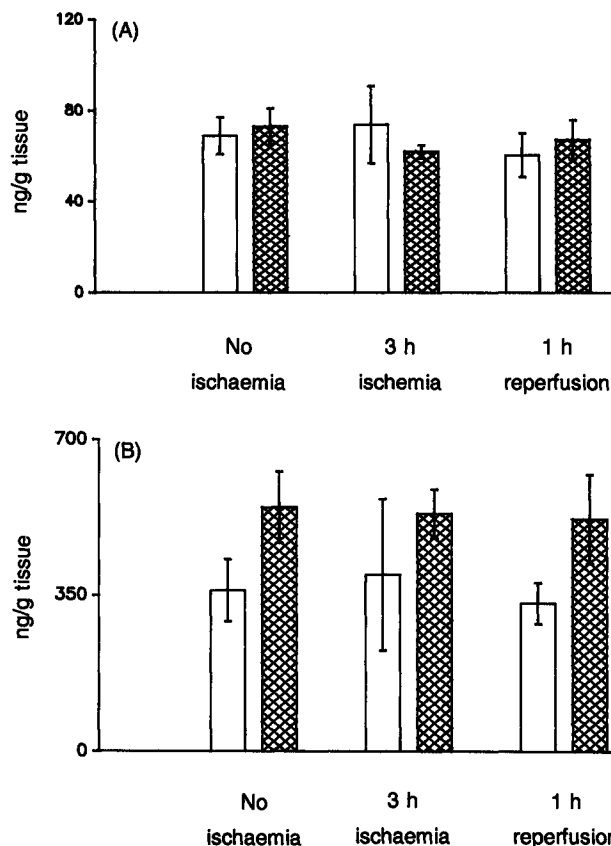 (A)
120
80
40
0
ng/g tissue
No
ischaemia
3 h
ischemia
1 h
reperfusion
(B)
700
350
0
ng/g tissue
No
ischaemia
3 h
ischaemia
1 h
reperfusion